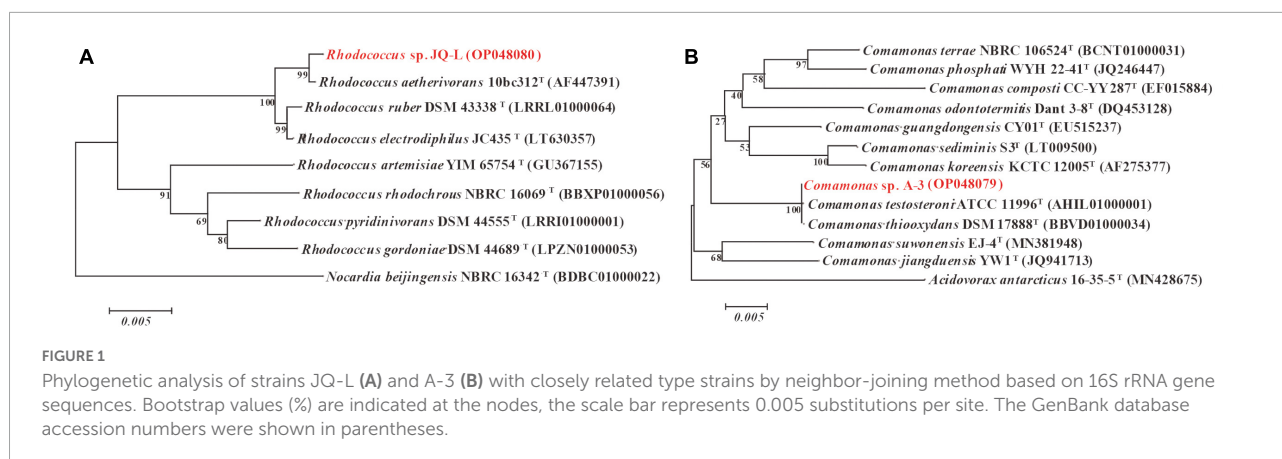 A
Rhodococcus sp. JQ-L (OP048080)
99
Rhodococcus aetherivorans 10bc312ᵀ (AF447391)
100
Rhodococcus ruber DSM 43338 ᵀ (LRRL01000064)
99
Rhodococcus electrodiphilus JC435 ᵀ (LT630357)
Rhodococcus artemisiae YIM 65754 ᵀ (GU367155)
91
Rhodococcus rhodochrous NBRC 16069 ᵀ (BBXP01000056)
69
Rhodococcus·pyridinivorans DSM 44555 ᵀ (LRRI01000001)
80
Rhodococcus gordoniae DSM 44689 ᵀ (LPZN01000053)
Nocardia beijingensis NBRC 16342 ᵀ (BDBC01000022)
0.005
B
Comamonas terrae NBRC 106524ᵀ (BCNT01000031)
97
Comamonas phosphati WYH 22-41ᵀ (JQ246447)
58
Comamonas composti CC-YY287ᵀ (EF015884)
40
Comamonas odontotermitis Dant 3-8ᵀ (DQ453128)
27
Comamonas·guangdongensis CY01ᵀ (EU515237)
53
Comamonas·sediminis S3ᵀ (LT009500)
100
Comamonas koreensis KCTC 12005ᵀ (AF275377)
56
Comamonas sp. A-3 (OP048079)
Comamonas testosteroni ATCC 11996ᵀ (AHIL01000001)
100
Comamonas·thiooxydans DSM 17888ᵀ (BBVD01000034)
Comamonas·suwonensis EJ-4ᵀ (MN381948)
68
Comamonas·jiangduensis YW1ᵀ (JQ941713)
Acidovorax antarcticus 16-35-5ᵀ (MN428675)
0.005
FIGURE 1
Phylogenetic analysis of strains JQ-L (A) and A-3 (B) with closely related type strains by neighbor-joining method based on 16S rRNA gene
sequences. Bootstrap values (%) are indicated at the nodes, the scale bar represents 0.005 substitutions per site. The GenBank database
accession numbers were shown in parentheses.